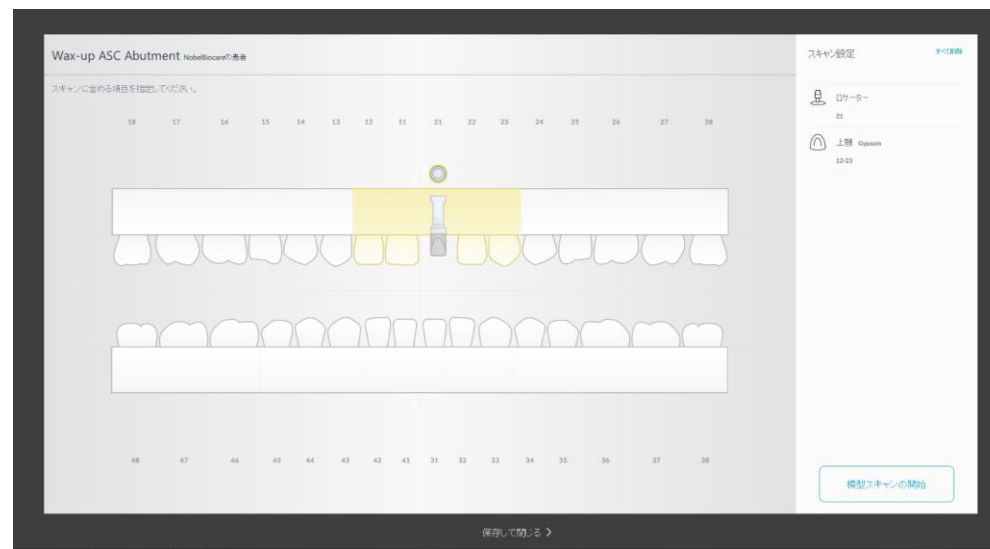 Wax-up ASC Abutment NobelBiocareの患者
スキャンに含める項目を指定してください。
18 17 16 15 14 13 12 11 21 22 23 24 25 26 27 28
48 47 46 45 44 43 42 41 31 32 33 34 35 36 37 38
スキャン設定 すべて削除
ロケーター
21
上顎 Gypsum
12-23
模型スキャンの開始
保存して閉じる